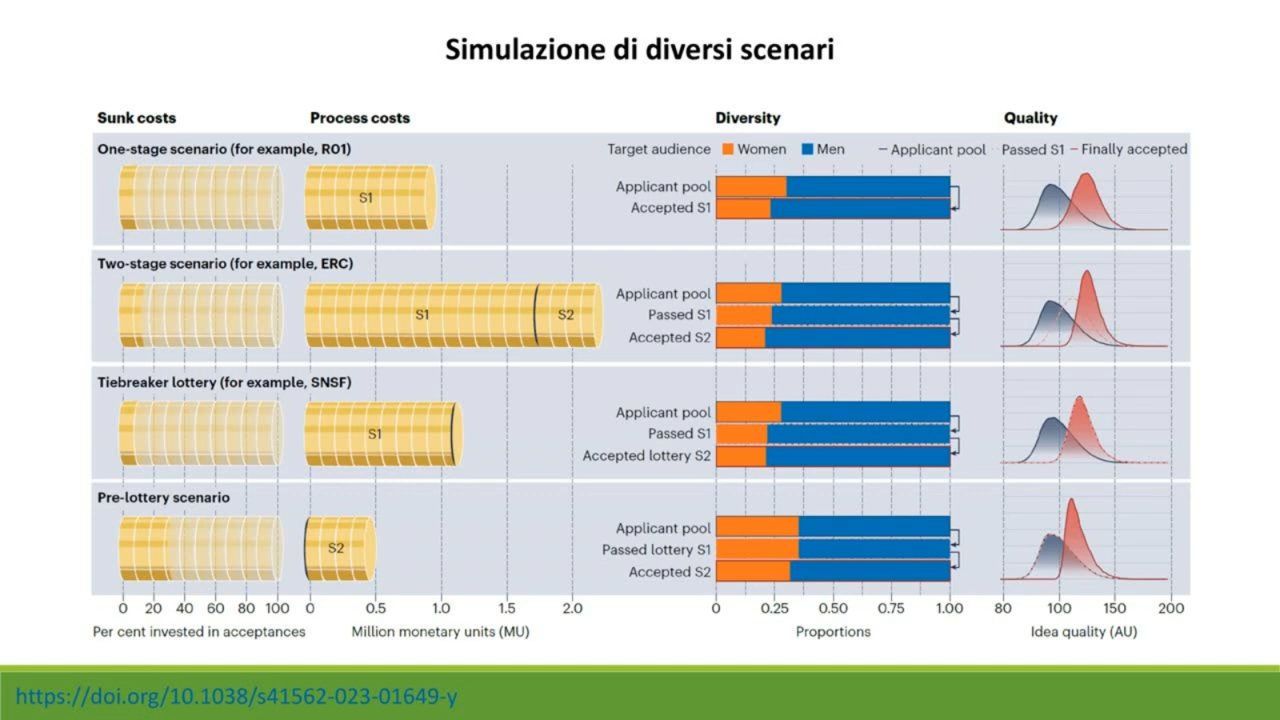 Simulazione di diversi scenari
Sunk costs
Process costs
Diversity
Quality
One-stage scenario (for example, R01)
Target audience Women Men
Applicant pool Passed S1 Finally accepted
S1
Applicant pool
Accepted S1
Two-stage scenario (for example, ERC)
S1 S2
Applicant pool
Passed S1
Accepted S2
Tiebreaker lottery (for example, SNSF)
S1
Applicant pool
Passed S1
Accepted lottery S2
Pre-lottery scenario
S2
Applicant pool
Passed lottery S1
Accepted S2
0 20 40 60 80 100
0 0.5 1.0 1.5 2.0
0 0.25 0.50 0.75 1.00
80 100 150 200
Per cent invested in acceptances
Million monetary units (MU)
Proportions
Idea quality (AU)
https://doi.org/10.1038/s41562-023-01649-y